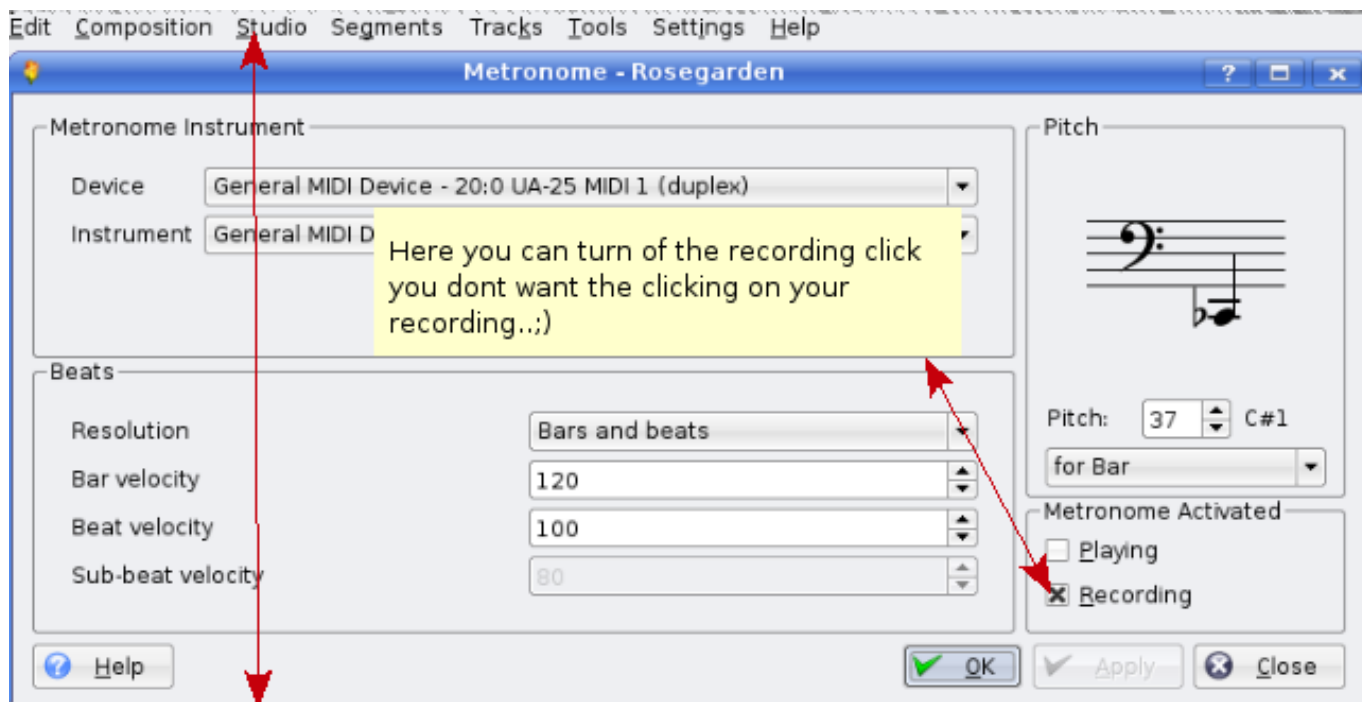 Edit Composition Studio Segments Tracks Tools Settings Help
Metronome - Rosegarden
Metronome Instrument
Device General MIDI Device - 20:0 UA-25 MIDI 1 (duplex)
Instrument General MIDI D
Here you can turn of the recording click
you dont want the clicking on your
recording..;)
Beats
Resolution Bars and beats
Bar velocity 120
Beat velocity 100
Sub-beat velocity 80
Pitch
Pitch: 37 C#1
for Bar
Metronome Activated
Playing
Recording
Help OK Apply Close